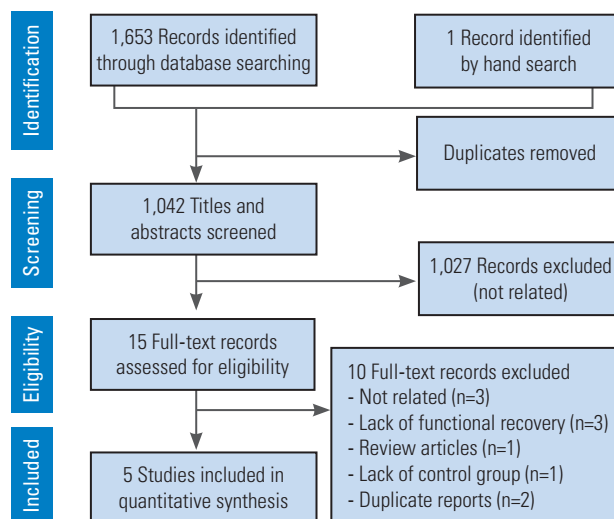 Identification
1,653 Records identified
through database searching
1 Record identified
by hand search
Duplicates removed
Screening
1,042 Titles and
abstracts screened
1,027 Records excluded
(not related)
Eligibility
15 Full-text records
assessed for eligibility
10 Full-text records excluded
- Not related (n=3)
- Lack of functional recovery (n=3)
- Review articles (n=1)
- Lack of control group (n=1)
- Duplicate reports (n=2)
Included
5 Studies included in
quantitative synthesis